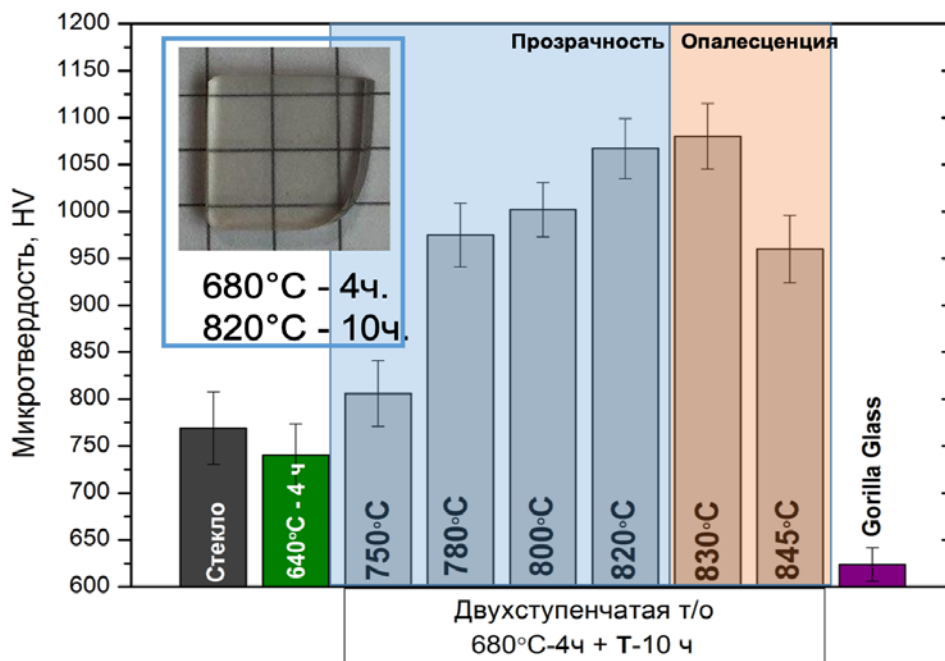 Микротвердость, HV
1200
1150
1100
1050
1000
950
900
850
800
750
700
650
600
Прозрачность
Опалесценция
680°C - 4ч.
820°C - 10ч.
Стекло
640°C - 4 ч
750°C
780°C
800°C
820°C
830°C
845°C
Gorilla Glass
Двухступенчатая т/о
680°C-4ч + T-10 ч